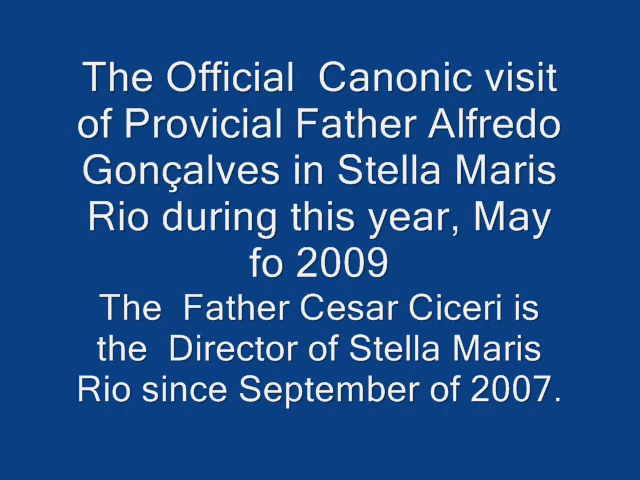 The Official  Canonic visit
of Provicial Father Alfredo
Gonçalves in Stella Maris
Rio during this year, May
fo 2009
The  Father Cesar Ciceri is
the  Director of Stella Maris
Rio since September of 2007.